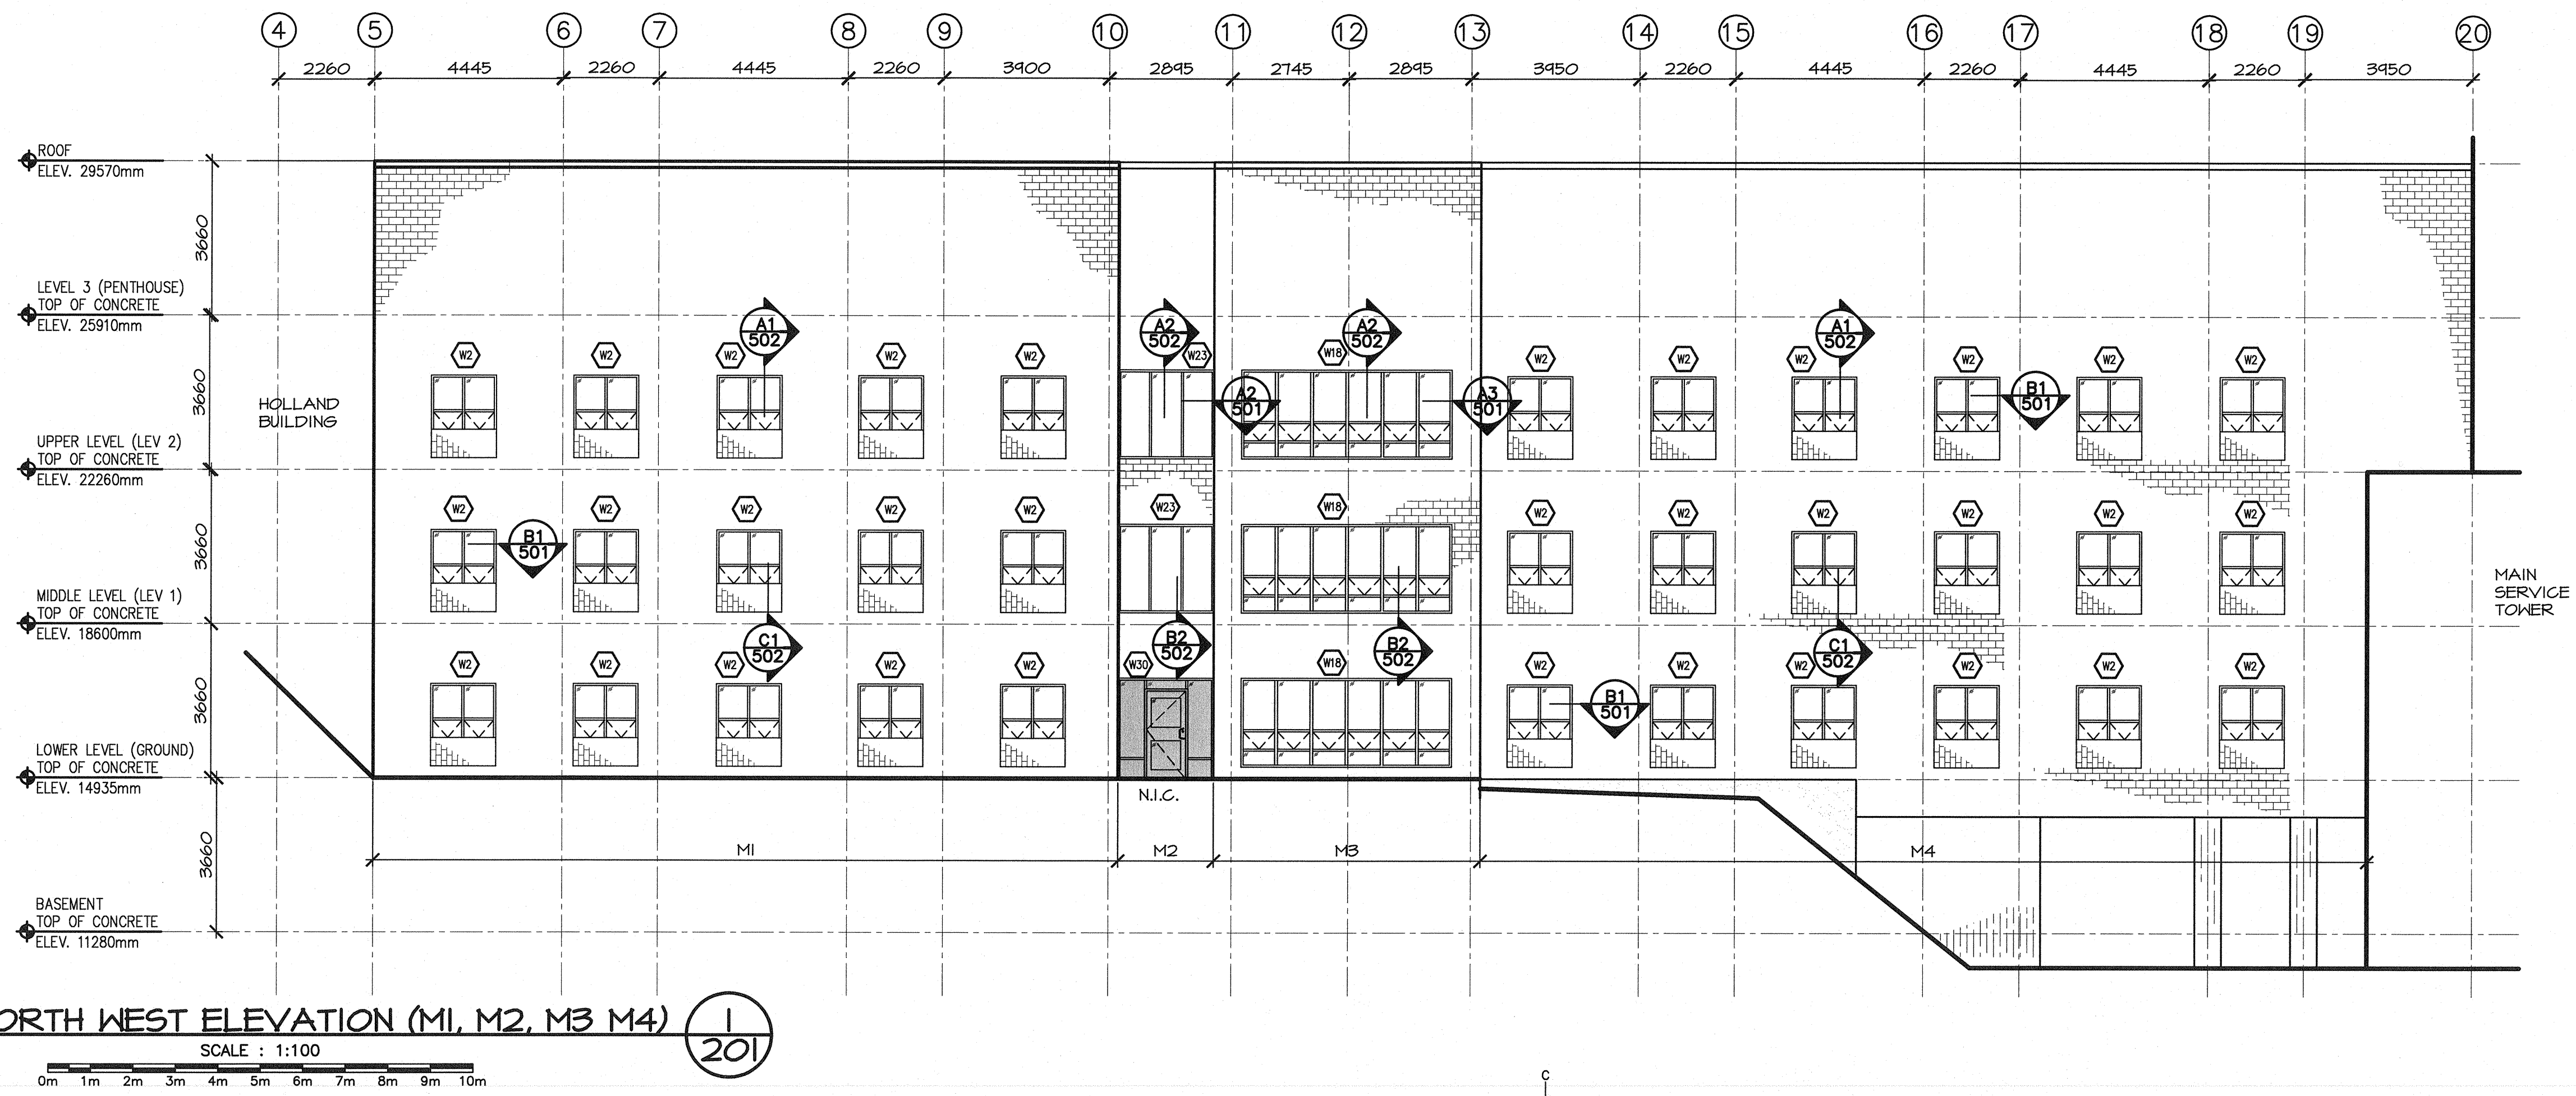 4 5 6 7 8 9 10 11 12 13 14 15 16 17 18 19 20
2260 4445 2260 4445 2260 3900 2895 2745 2895 3950 2260 4445 2260 4445 2260 3950
ROOF
ELEV. 29570mm
3660
LEVEL 3 (PENTHOUSE)
TOP OF CONCRETE
ELEV. 25910mm
A1
502
A2
502
A2
502
A1
502
W2 W2 W2 W2 W2 W23 W18 W2 W2 W2 W2 W2 W2
3660
HOLLAND
BUILDING
A2
501
A3
501
B1
501
UPPER LEVEL (LEV 2)
TOP OF CONCRETE
ELEV. 22260mm
W2 W2 W2 W2 W2 W23 W18 W2 W2 W2 W2 W2 W2
3660
B1
501
MIDDLE LEVEL (LEV 1)
TOP OF CONCRETE
ELEV. 18600mm
MAIN
SERVICE
TOWER
C1
502
B2
502
B2
502
C1
502
W2 W2 W2 W2 W2 W30 W18 W2 W2 W2 W2 W2 W2
3660
B1
501
LOWER LEVEL (GROUND)
TOP OF CONCRETE
ELEV. 14935mm
N.I.C.
3660
M1 M2 M3 M4
BASEMENT
TOP OF CONCRETE
ELEV. 11280mm
ORTH WEST ELEVATION (M1, M2, M3 M4)
1
201
SCALE : 1:100
0m 1m 2m 3m 4m 5m 6m 7m 8m 9m 10m
C